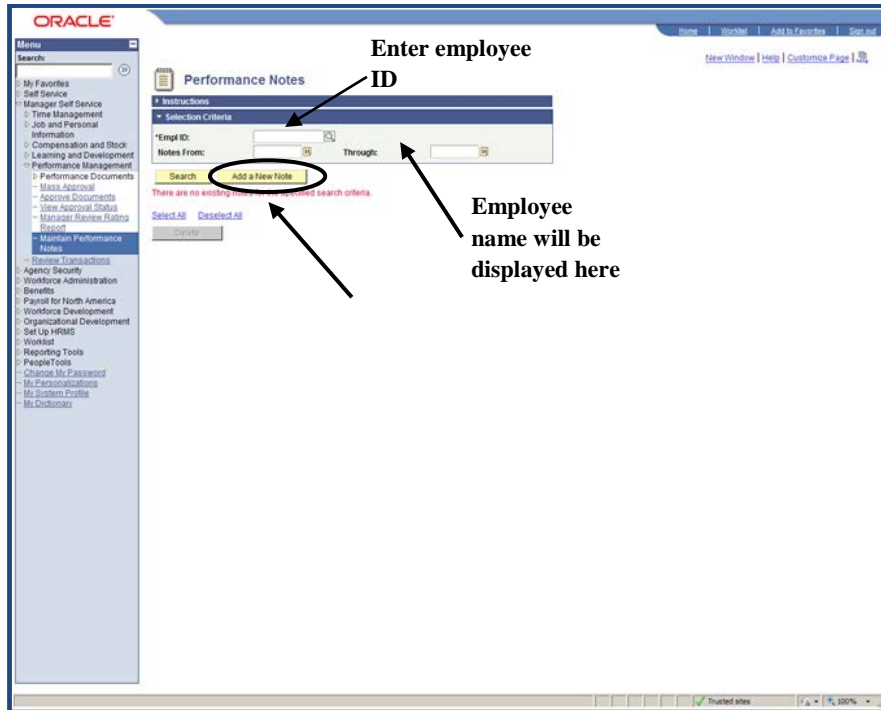 ORACLE'
Home | Worklist | Add to Favorites | Sign out
Menu
Search:
My Favorites
Self Service
Manager Self Service
Time Management
Job and Personal
Information
Compensation and Stock
Learning and Development
Performance Management
Performance Documents
Mass Approval
Approve Documents
View Approval Status
Manager Review Rating
Report
Maintain Performance
Notes
Review Transactions
Agency Security
Workforce Administration
Benefits
Payroll for North America
Workforce Development
Organizational Development
Set Up HRMS
Worklist
Reporting Tools
PeopleTools
Change My Password
My Personalizations
My System Profile
My Dictionary
New Window | Help | Customize Page |
Enter employee
ID
Performance Notes
Instructions
Selection Criteria
*Empl ID:
Notes From: Through:
Search Add a New Note
There are no existing notes for the specified search criteria.
Select All Deselect All
Delete
Employee
name will be
displayed here
Trusted sites 100%